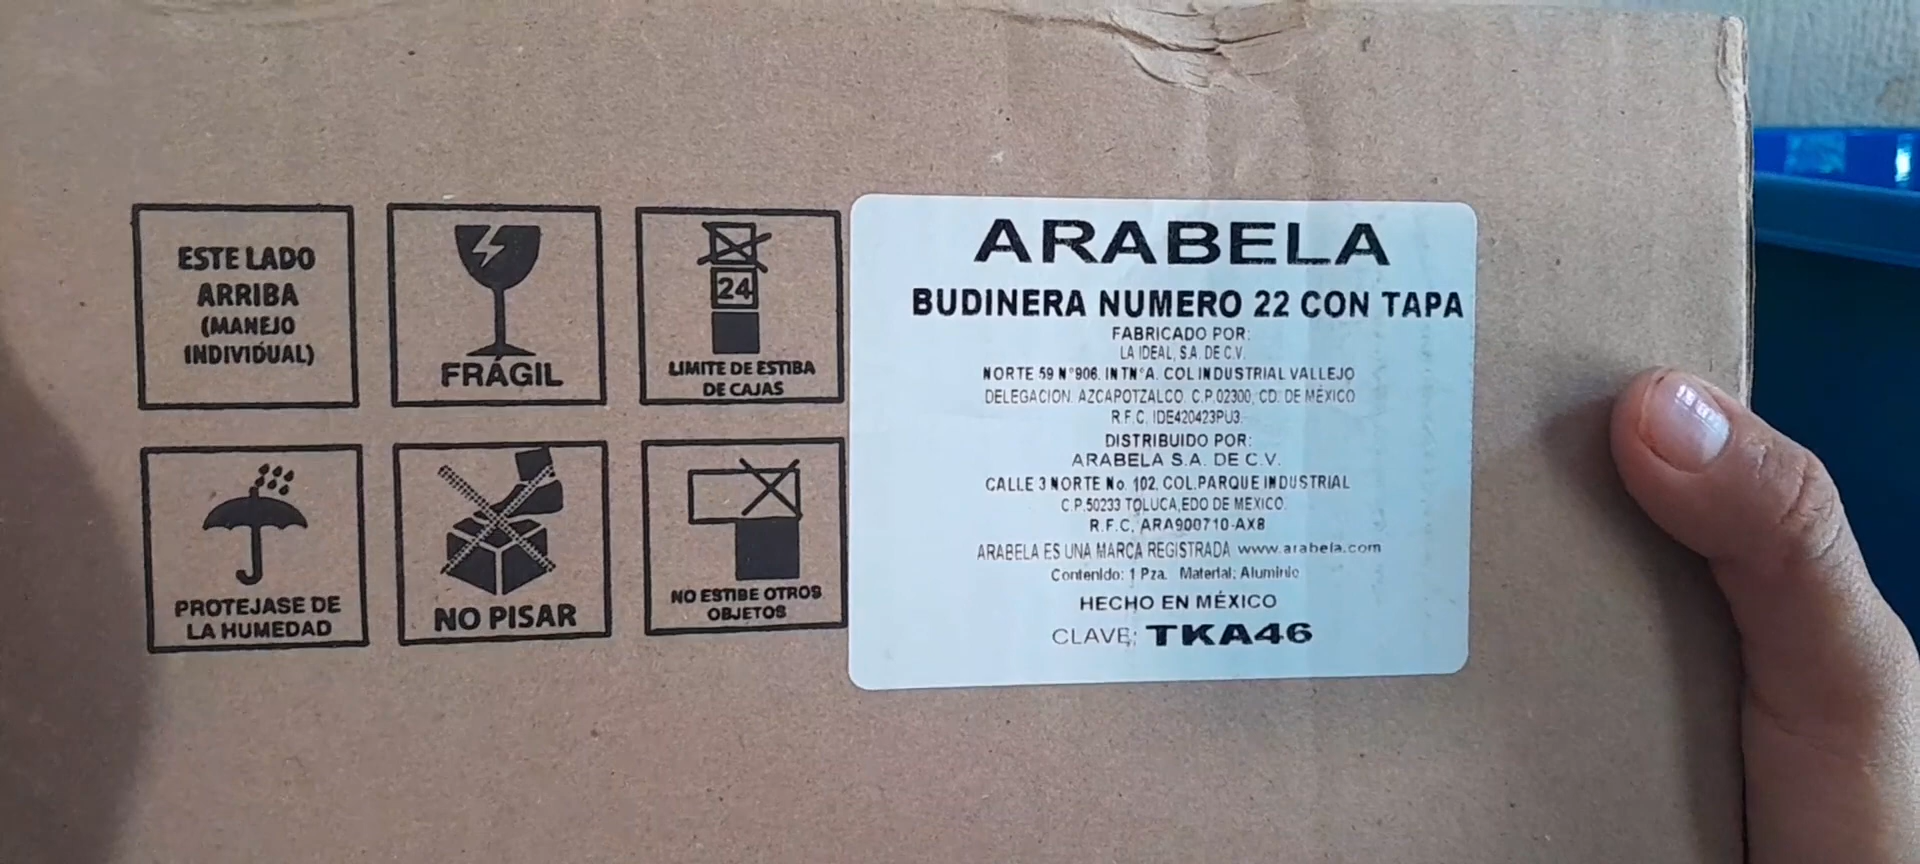 ESTE LADO
ARRIBA
(MANEJO
INDIVIDUAL)
FRÁGIL
24
LIMITE DE ESTIBA
DE CAJAS
PROTEJASE DE
LA HUMEDAD
NO PISAR
NO ESTIBE OTROS
OBJETOS
ARABELA
BUDINERA NUMERO 22 CON TAPA
FABRICADO POR:
LA IDEAL, S.A. DE C.V.
NORTE 59 N°906. INTN°A. COL INDUSTRIAL VALLEJO
DELEGACION. AZCAPOTZALCO. C.P.02300, CD. DE MÉXICO
R.F.C. IDE420423PU3.
DISTRIBUIDO POR:
ARABELA S.A. DE C.V.
CALLE 3 NORTE No. 102, COL.PARQUE INDUSTRIAL
C.P.50233 TOLUCA,EDO DE MEXICO.
R.F.C. ARA900710-AX8
ARABELA ES UNA MARCA REGISTRADA www.arabela.com
Contenido: 1 Pza. Material: Aluminio
HECHO EN MÉXICO
CLAVE: TKA46